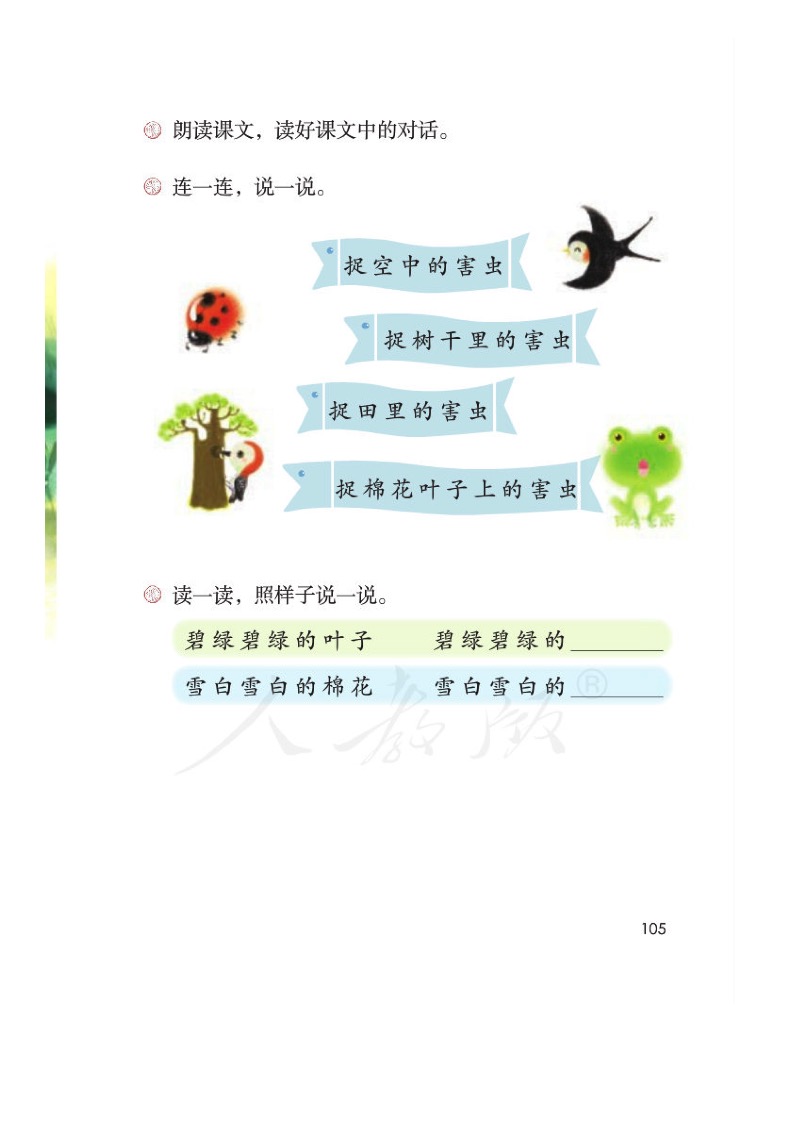 朗读课文，读好课文中的对话。
连一连，说一说。
捉空中的害虫
捉树干里的害虫
捉田里的害虫
捉棉花叶子上的害虫
读一读，照样子说一说。
碧绿碧绿的叶子 碧绿碧绿的________
雪白雪白的棉花 雪白雪白的________
人教版®
105